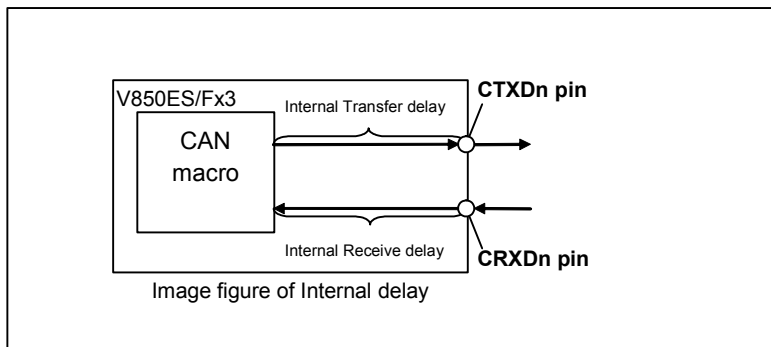 CTXDn pin
V850ES/Fx3
Internal Transfer delay
CAN
macro
Internal Receive delay
CRXDn pin
Image figure of Internal delay